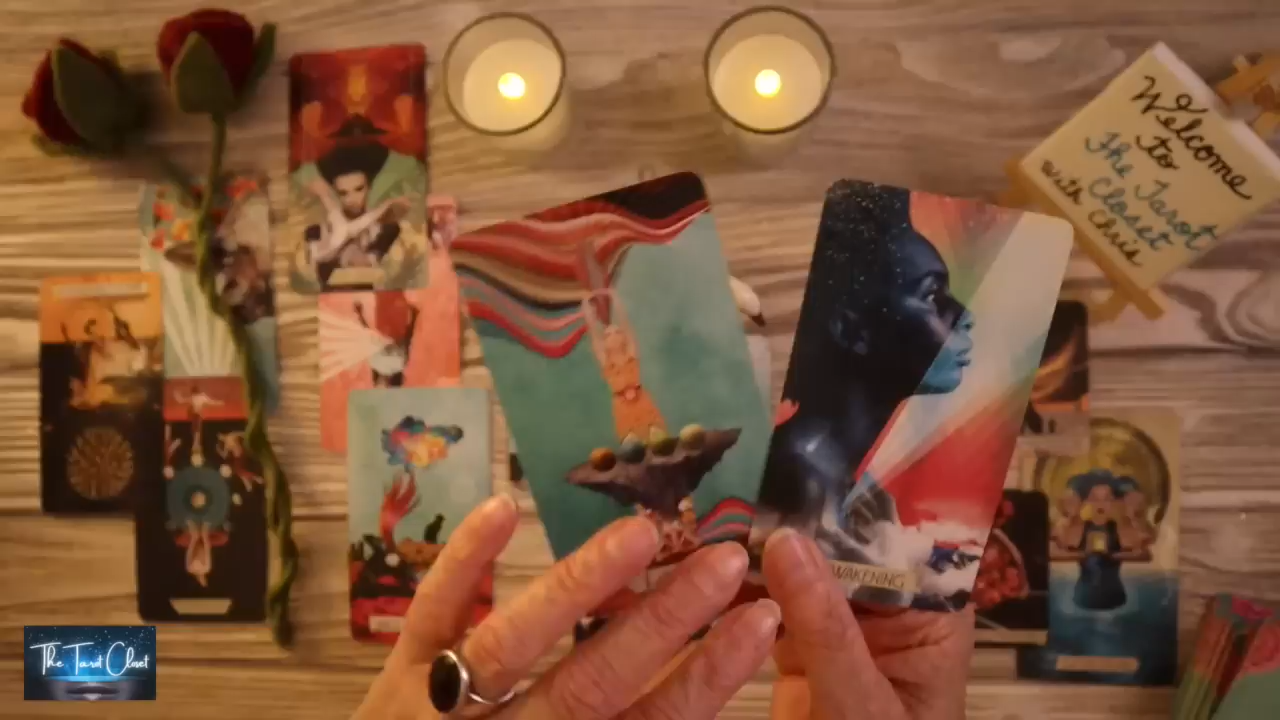 Welcome
to
The Tarot
Closet
with Chris
AWAKENING
The Tarot Closet